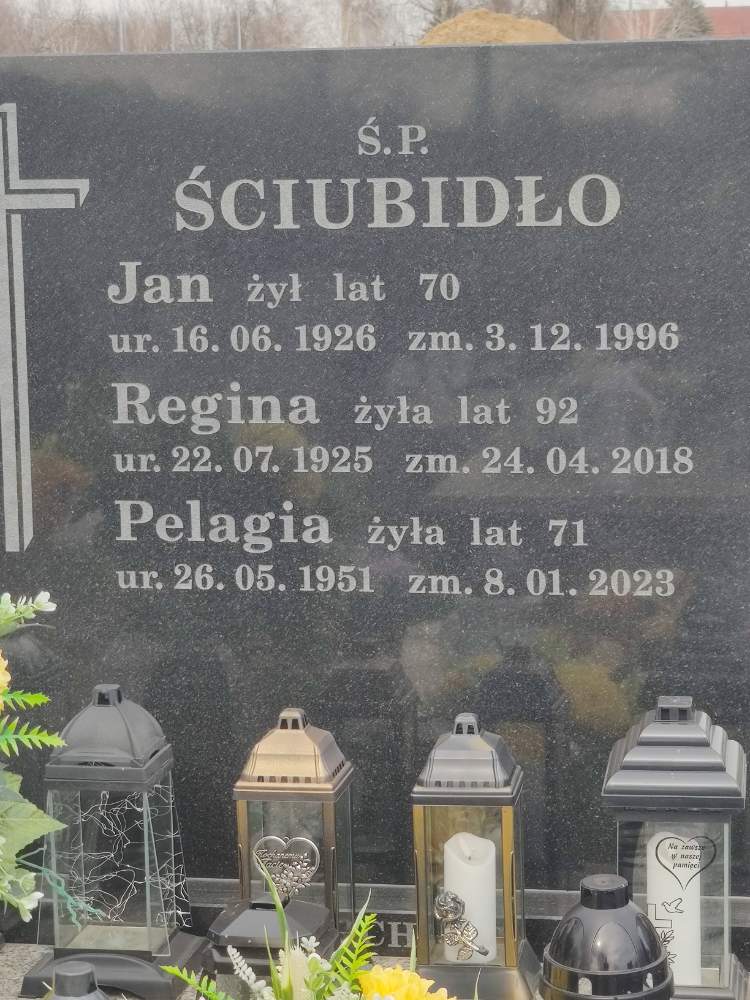 Ś.P.
ŚCIUBIDŁO
Jan żył lat 70
ur. 16. 06. 1926 zm. 3. 12. 1996
Regina żyła lat 92
ur. 22. 07. 1925 zm. 24. 04. 2018
Pelagia żyła lat 71
ur. 26. 05. 1951 zm. 8. 01. 2023
Na zawsze
w naszej
pamięci